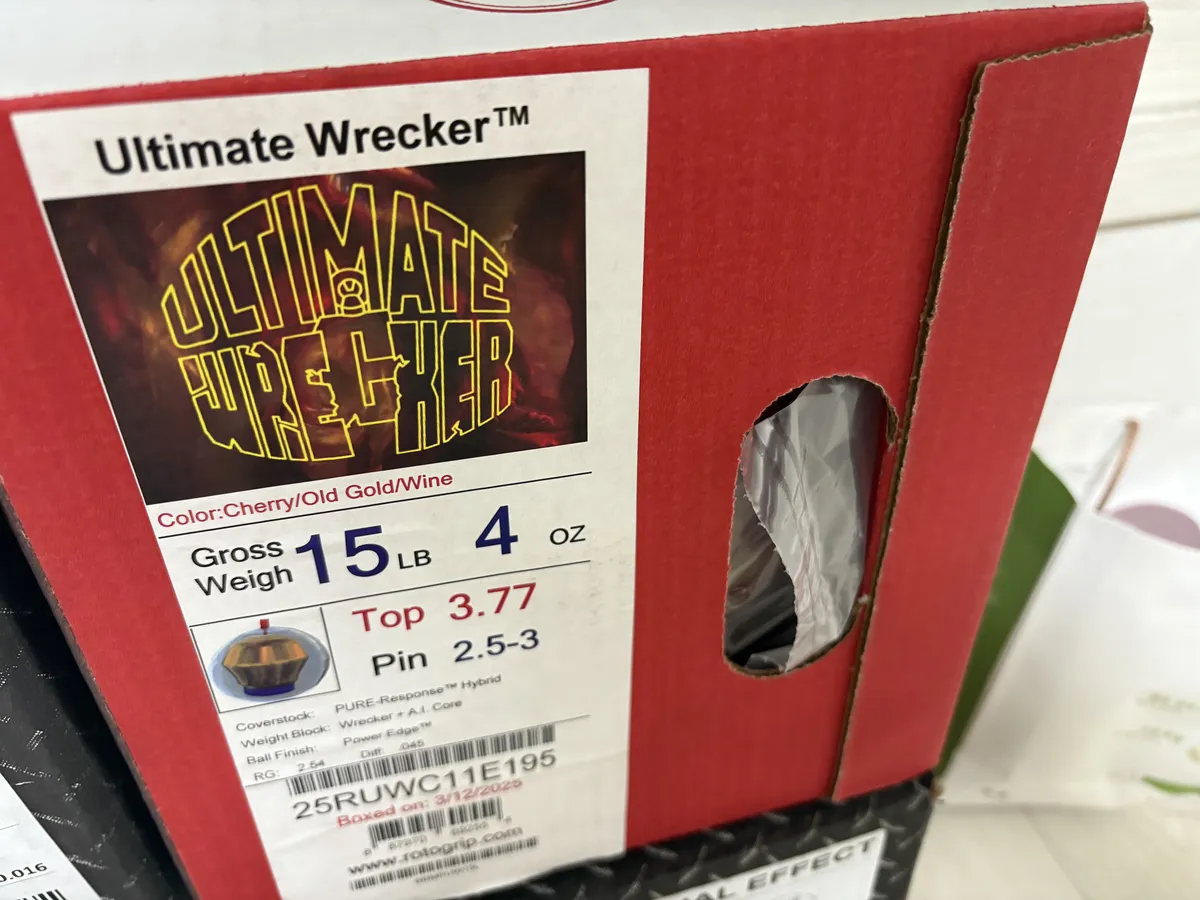 Ultimate Wrecker™
ULTIMATE
WRECKER
Color:Cherry/Old Gold/Wine
Gross
Weigh 15 LB 4 OZ
Top 3.77
Pin 2.5-3
Coverstock: PURE-Response™ Hybrid
Weight Block: Wrecker + A.I. Core
Ball Finish: Power Edge™
RG: 2.54 Diff: .045
25RUWC11E195
Boxed on: 3/12/2025
www.rotogrip.com
0.016
AL EFFECT